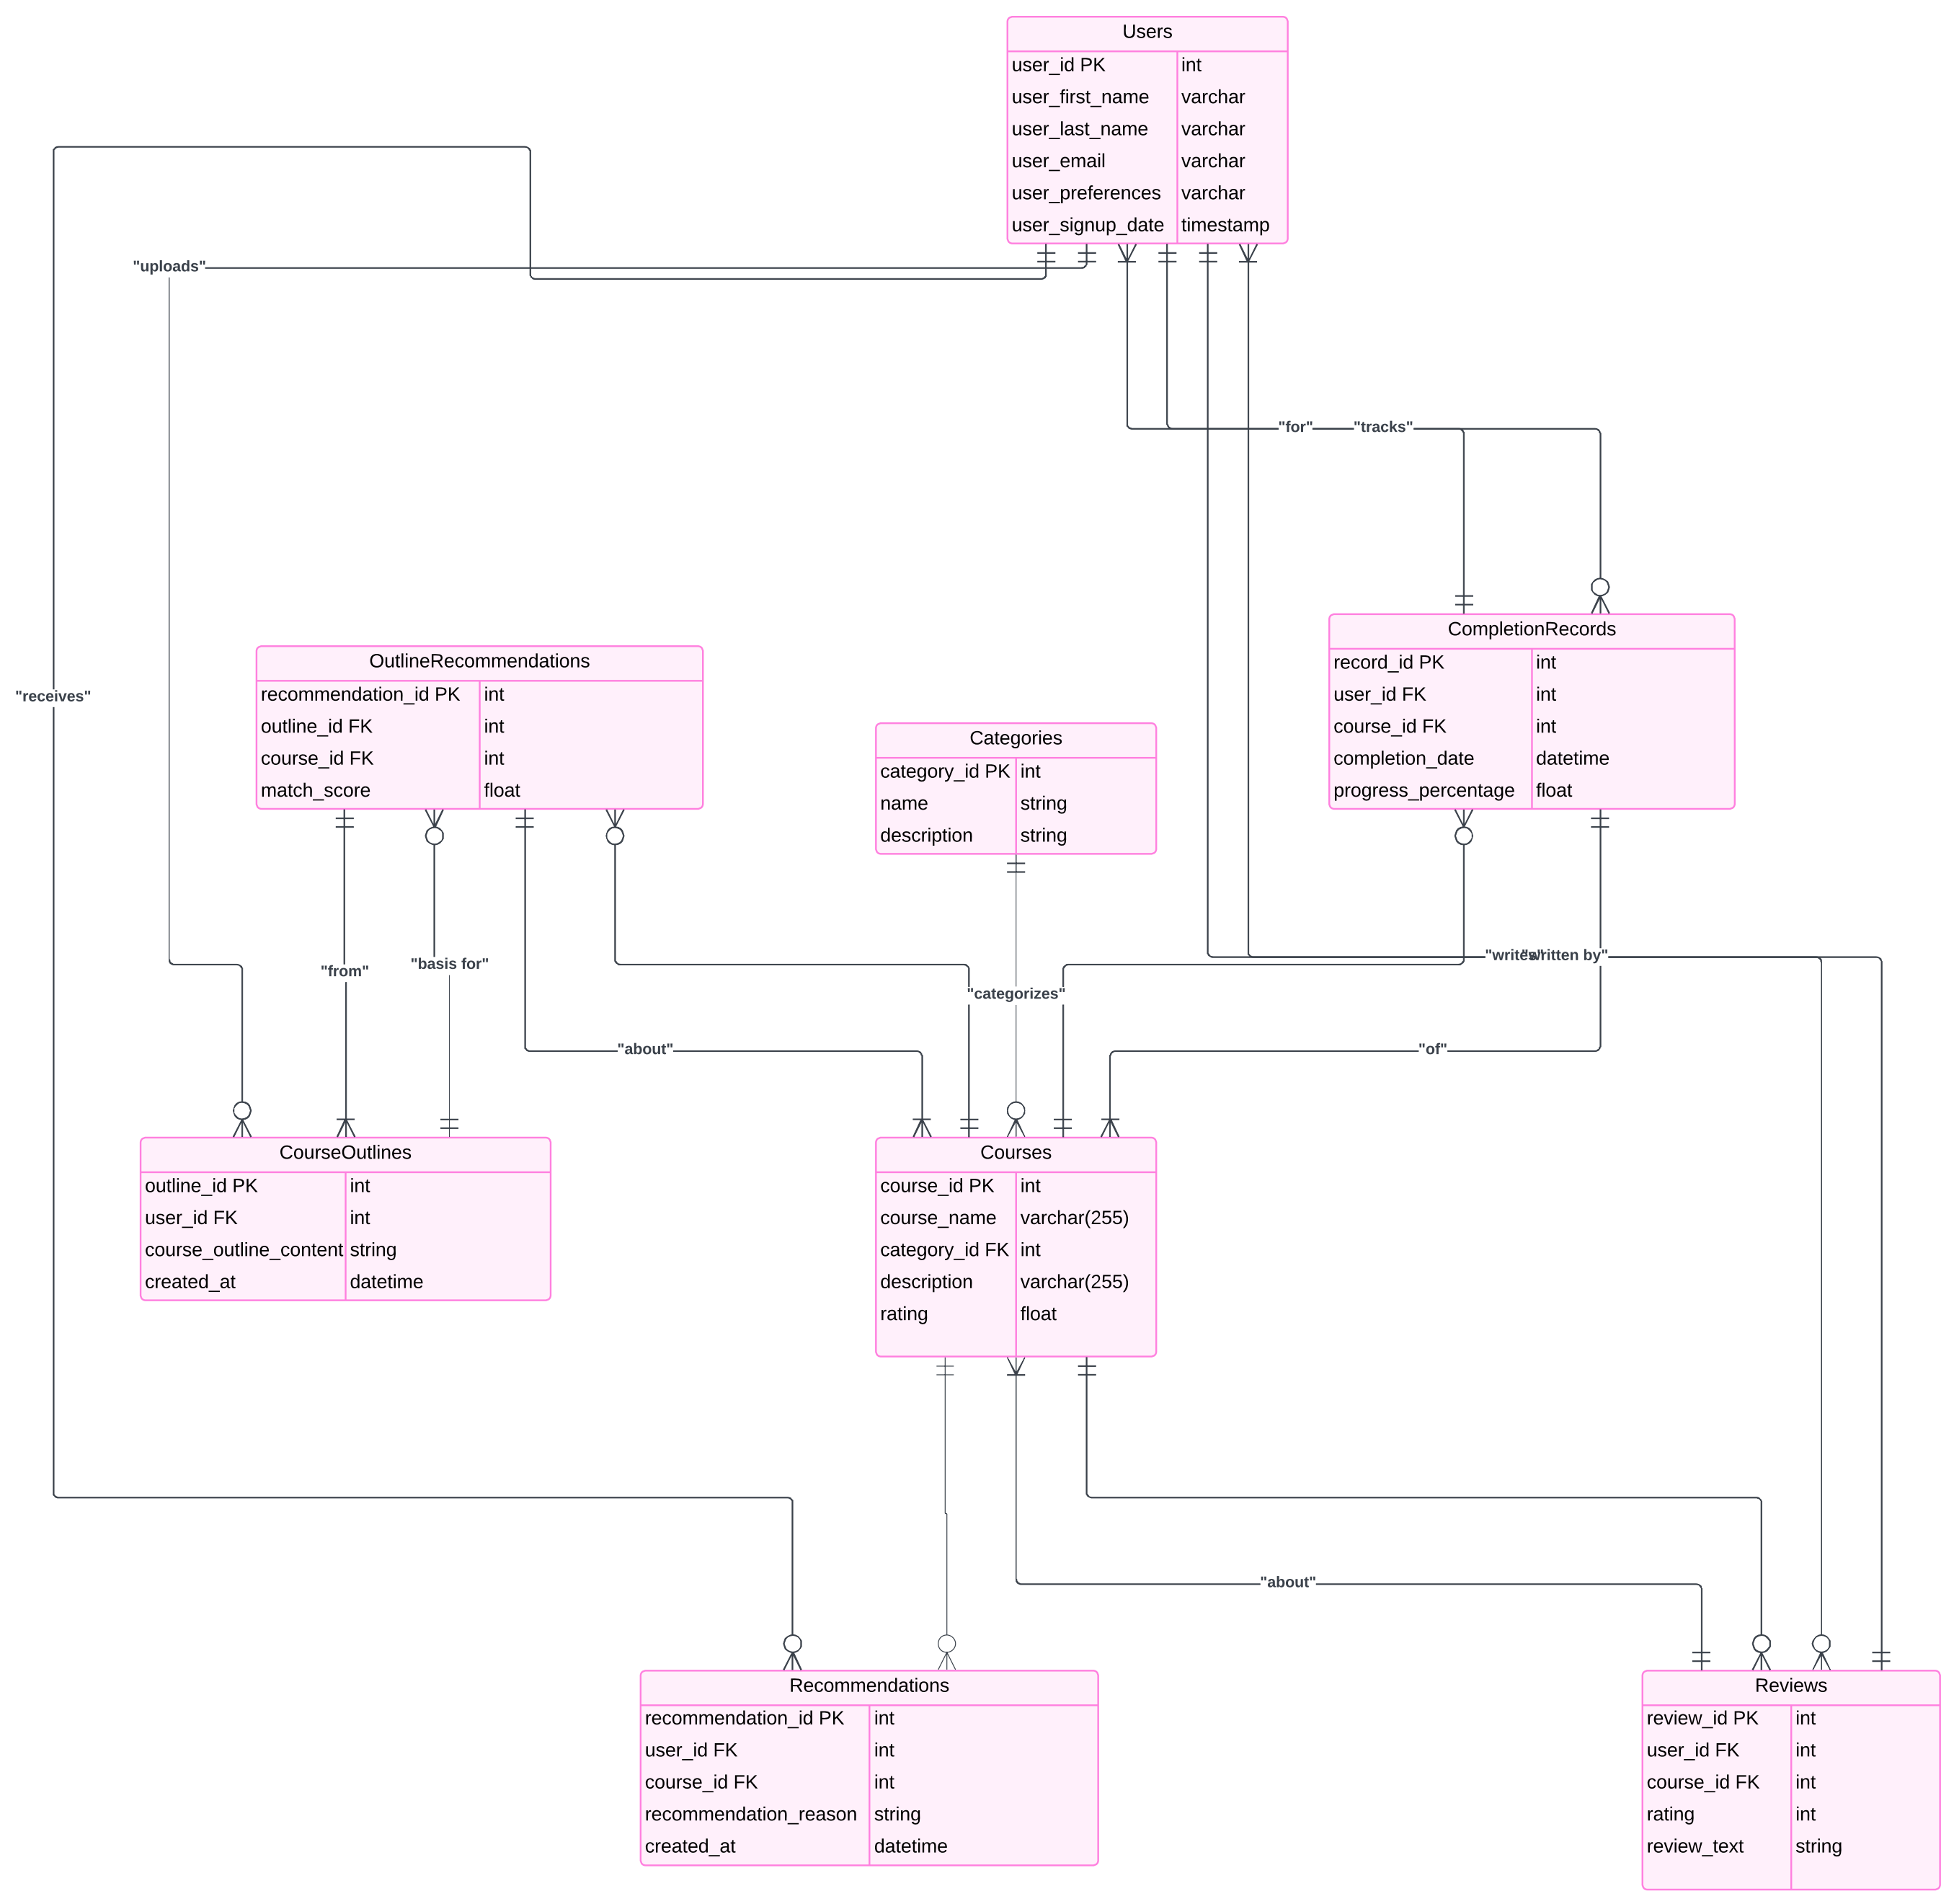 Users
user_id PK int
user_first_name varchar
user_last_name varchar
user_email varchar
user_preferences varchar
user_signup_date timestamp
"uploads"
"for" "tracks"
"receives"
OutlineRecommendations
recommendation_id PK int
outline_id FK int
course_id FK int
match_score float
Categories
category_id PK int
name string
description string
CompletionRecords
record_id PK int
user_id FK int
course_id FK int
completion_date datetime
progress_percentage float
"from"
"basis for"
"categorizes"
"writes"
"written by"
"about"
"of"
CourseOutlines
outline_id PK int
user_id FK int
course_outline_content string
created_at datetime
Courses
course_id PK int
course_name varchar(255)
category_id FK int
description varchar(255)
rating float
"about"
Recommendations
recommendation_id PK int
user_id FK int
course_id FK int
recommendation_reason string
created_at datetime
Reviews
review_id PK int
user_id FK int
course_id FK int
rating int
review_text string